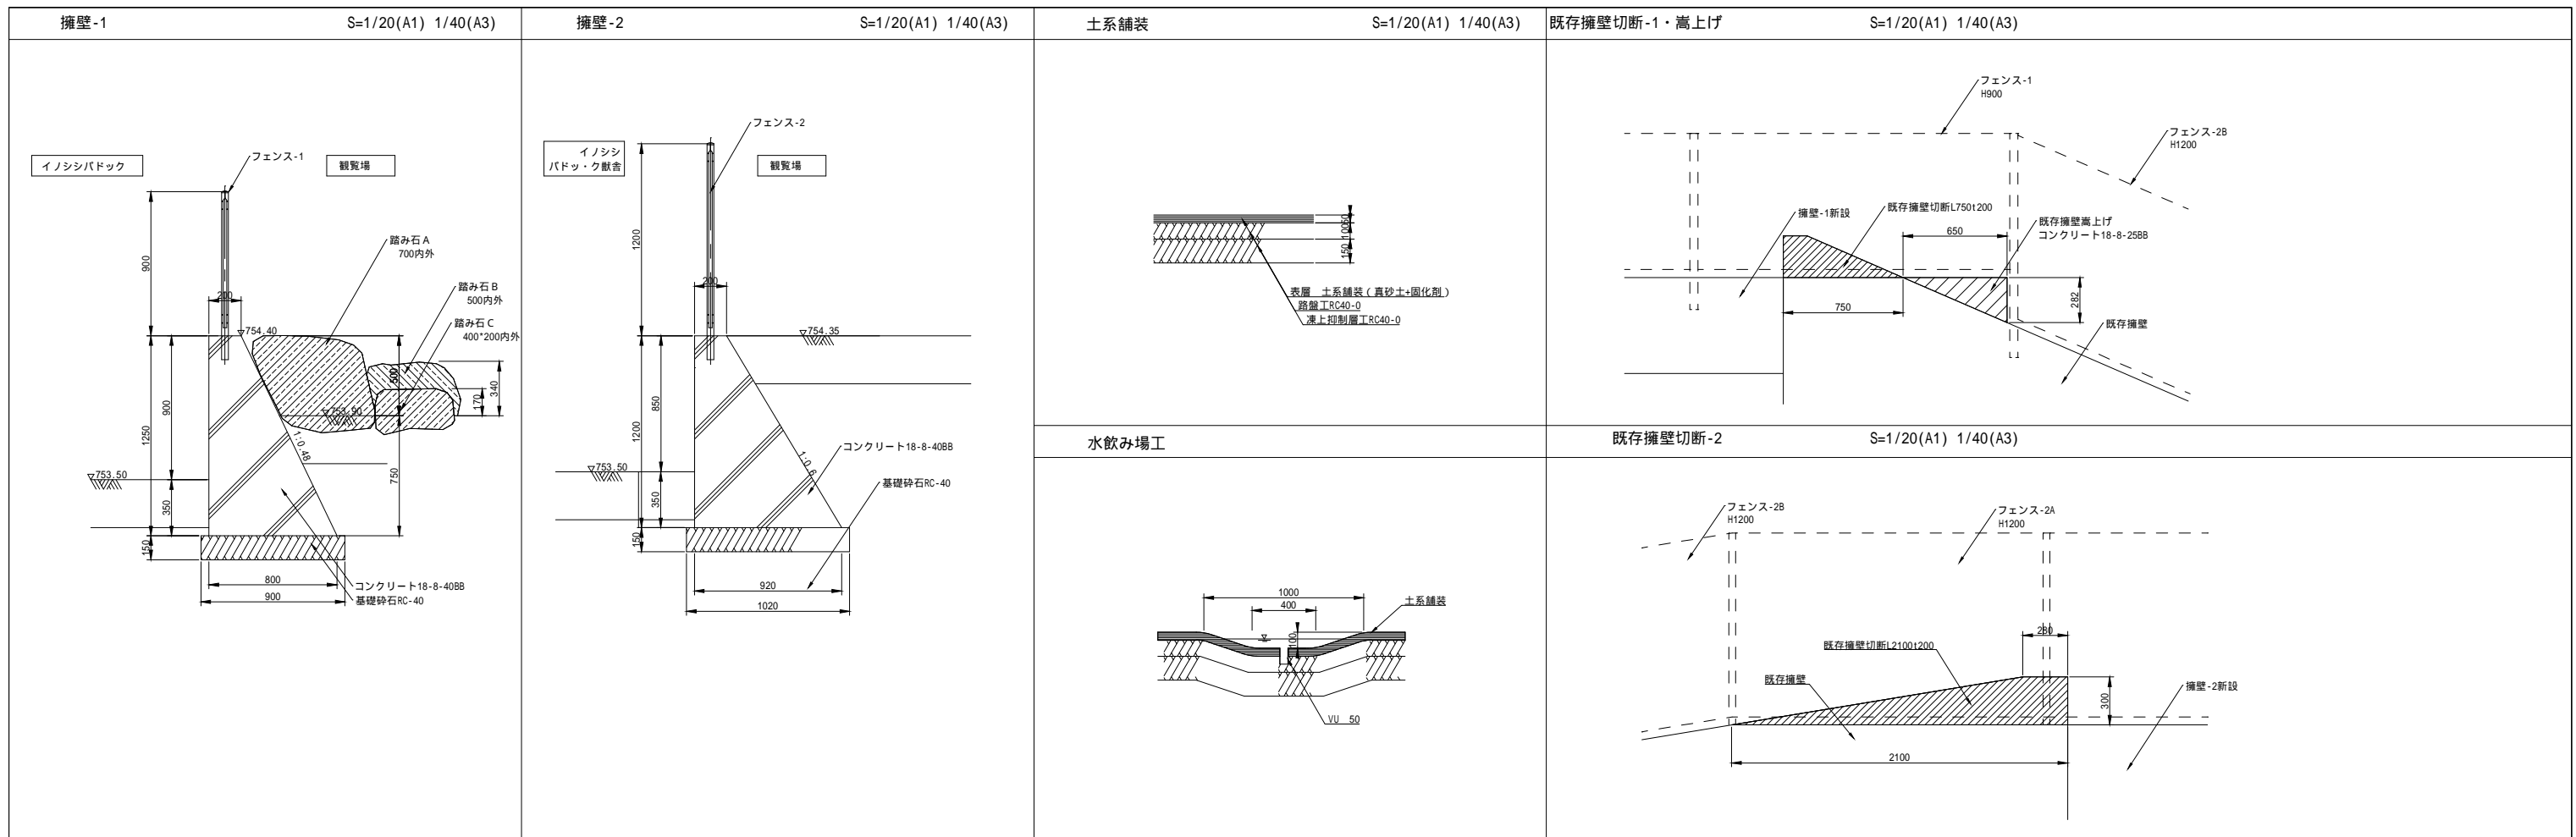 擁壁-1 S=1/20(A1) 1/40(A3)
イノシシパドック
フェンス-1
観覧場
900
200
踏み石A
700内外
踏み石B
500内外
踏み石C
400*200内外
▽754.40
▽753.90
▽753.50
1250
900
350
150
500
750
170
340
1:0.48
800
900
コンクリート18-8-40BB
基礎砕石RC-40
擁壁-2 S=1/20(A1) 1/40(A3)
イノシシ
パドッ・ク獣舎
フェンス-2
観覧場
1200
200
▽754.35
▽753.50
1200
850
350
150
1:0.6
コンクリート18-8-40BB
基礎砕石RC-40
920
1020
土系舗装 S=1/20(A1) 1/40(A3)
50
100
150
表層 土系舗装(真砂土+固化剤)
路盤工RC40-0
凍上抑制層工RC40-0
水飲み場工
1000
400
100
土系舗装
VU 50
既存擁壁切断-1・嵩上げ S=1/20(A1) 1/40(A3)
フェンス-1
H900
フェンス-2B
H1200
擁壁-1新設
既存擁壁切断L750t200
既存擁壁嵩上げ
コンクリート18-8-25BB
650
750
282
既存擁壁
既存擁壁切断-2 S=1/20(A1) 1/40(A3)
フェンス-2B
H1200
フェンス-2A
H1200
280
既存擁壁切断L2100t200
既存擁壁
300
擁壁-2新設
2100